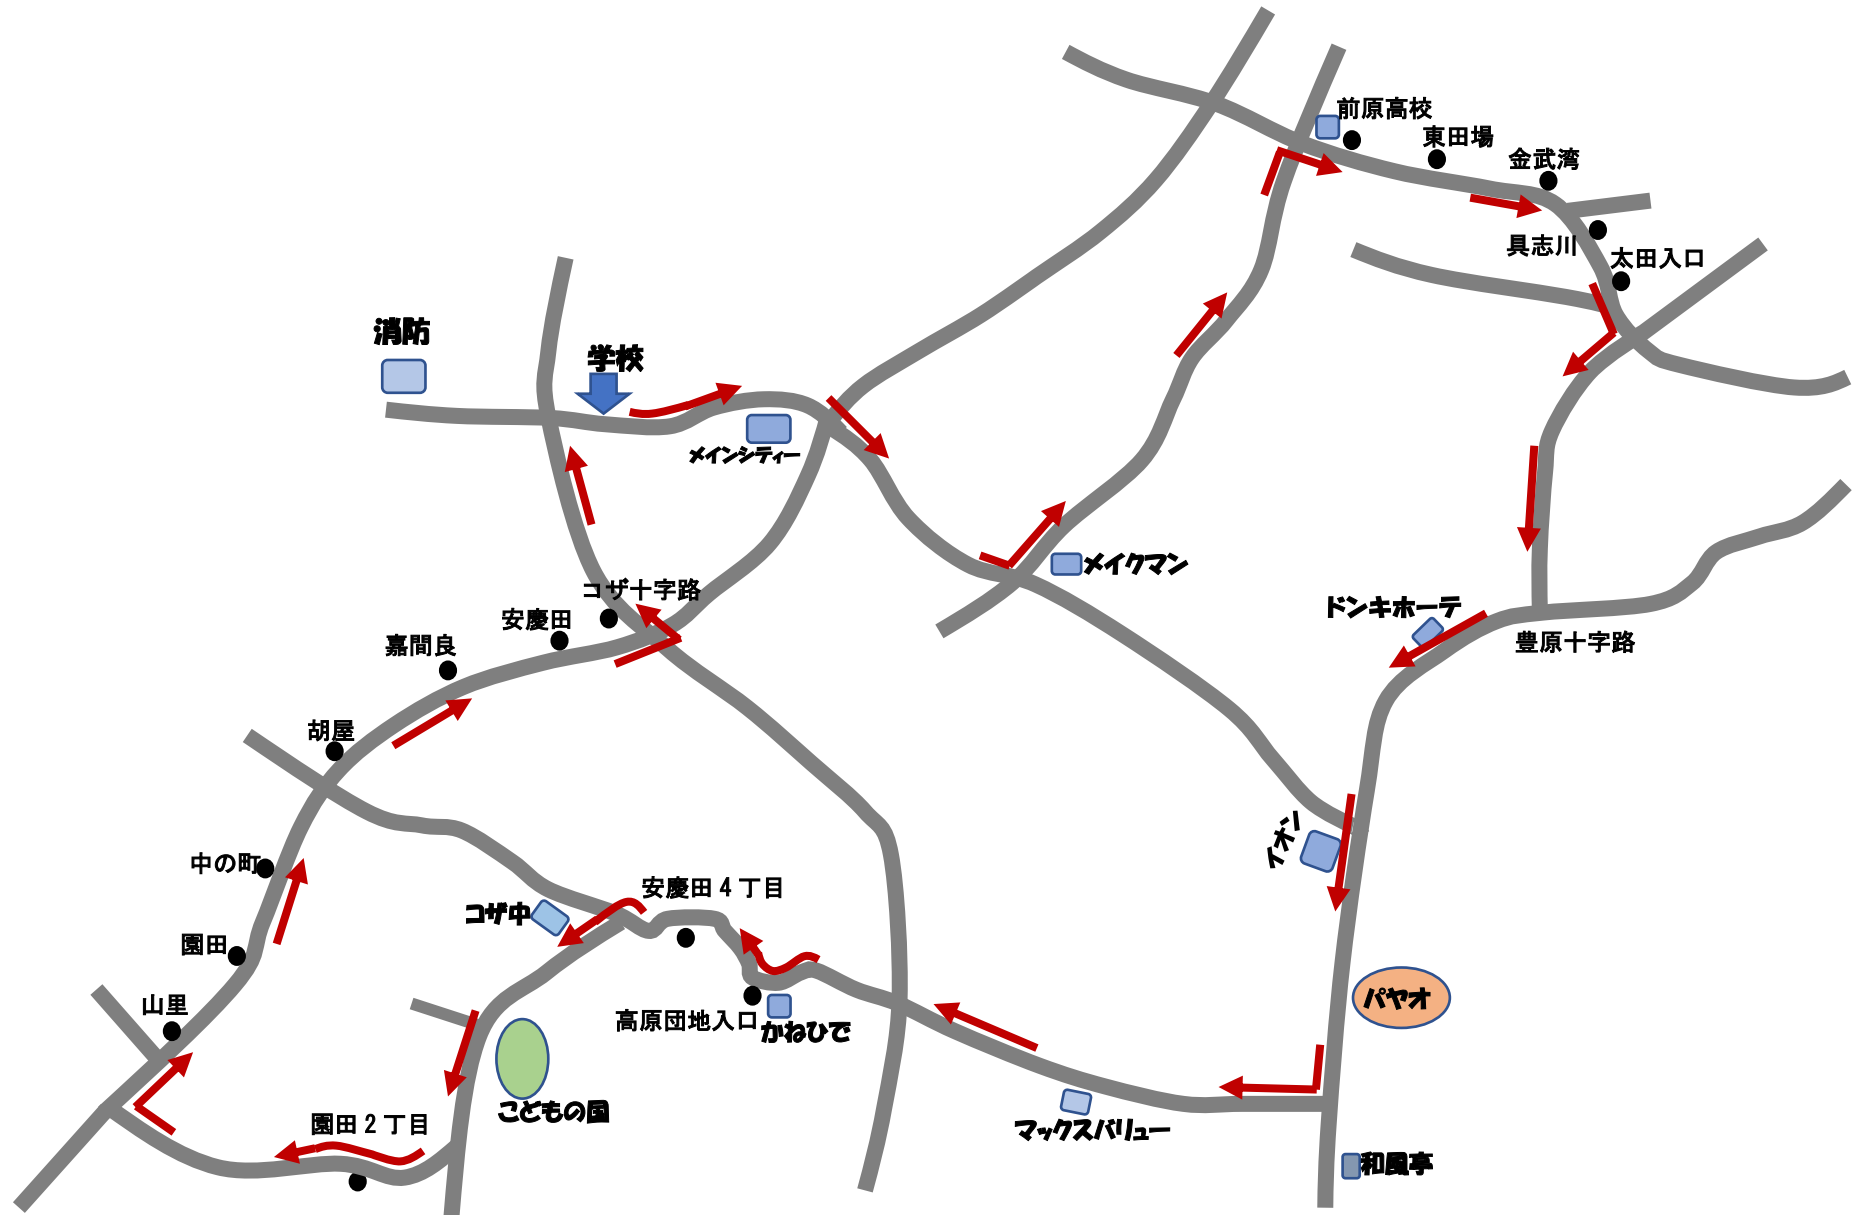 前原高校
東田場
金武湾
具志川
太田入口
消防
学校
メインシティー
メイクマン
コザ十字路
安慶田
嘉間良
ドンキホーテ
豊原十字路
胡屋
イオン
中の町
安慶田4丁目
コザ中
園田
山里
パヤオ
高原団地入口
かねひで
こどもの国
園田2丁目
マックスバリュー
和風亭